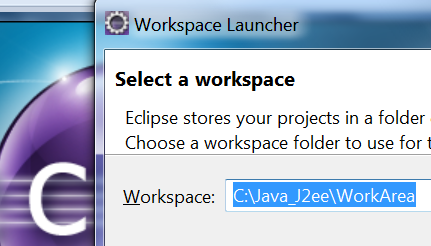 Workspace Launcher
Select a workspace
Eclipse stores your projects in a folder
Choose a workspace folder to use for
Workspace: C:\Java_J2ee\WorkArea